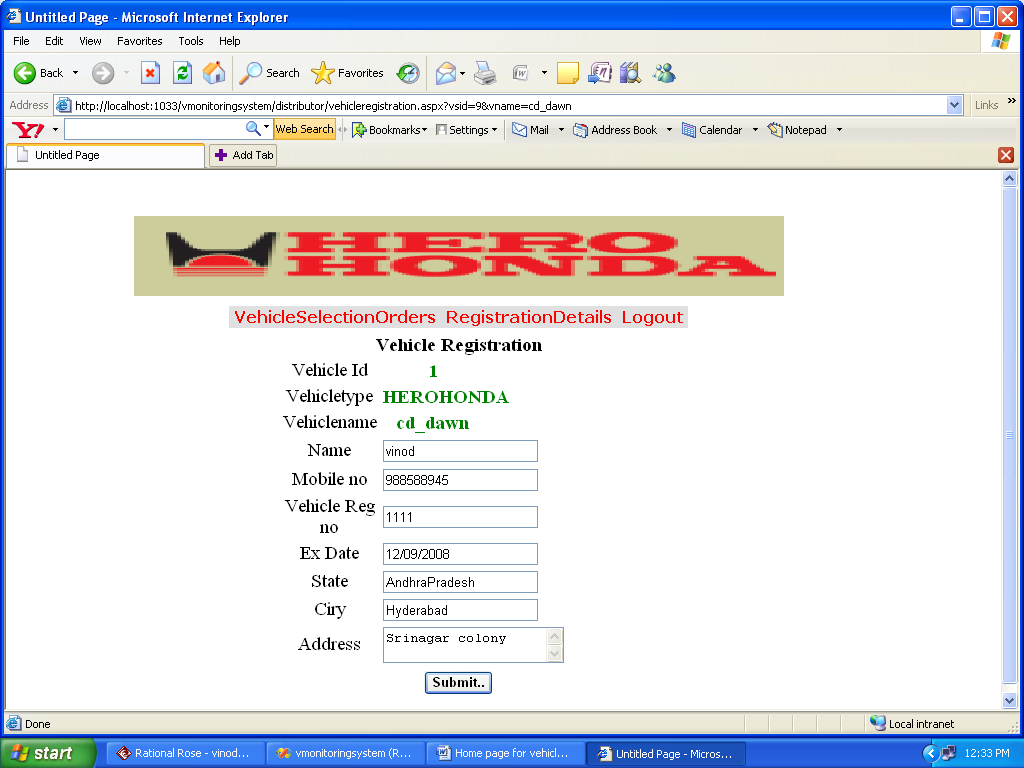 Untitled Page - Microsoft Internet Explorer
File Edit View Favorites Tools Help
Back Search Favorites
Address http://localhost:1033/vmonitoringsystem/distributor/vehicleregistration.aspx?vsid=9&vname=cd_dawn Links »
Y! Web Search Bookmarks Settings Mail Address Book Calendar Notepad
Untitled Page Add Tab
HERO
HONDA
VehicleSelectionOrders RegistrationDetails Logout
Vehicle Registration
Vehicle Id 1
Vehicletype HEROHONDA
Vehiclename cd_dawn
Name vinod
Mobile no 988588945
Vehicle Reg
no 1111
Ex Date 12/09/2008
State AndhraPradesh
Ciry Hyderabad
Address Srinagar colony
Submit..
Done Local intranet
start Rational Rose - vinod... vmonitoringsystem (R... Home page for vehicl... Untitled Page - Micros... 12:33 PM